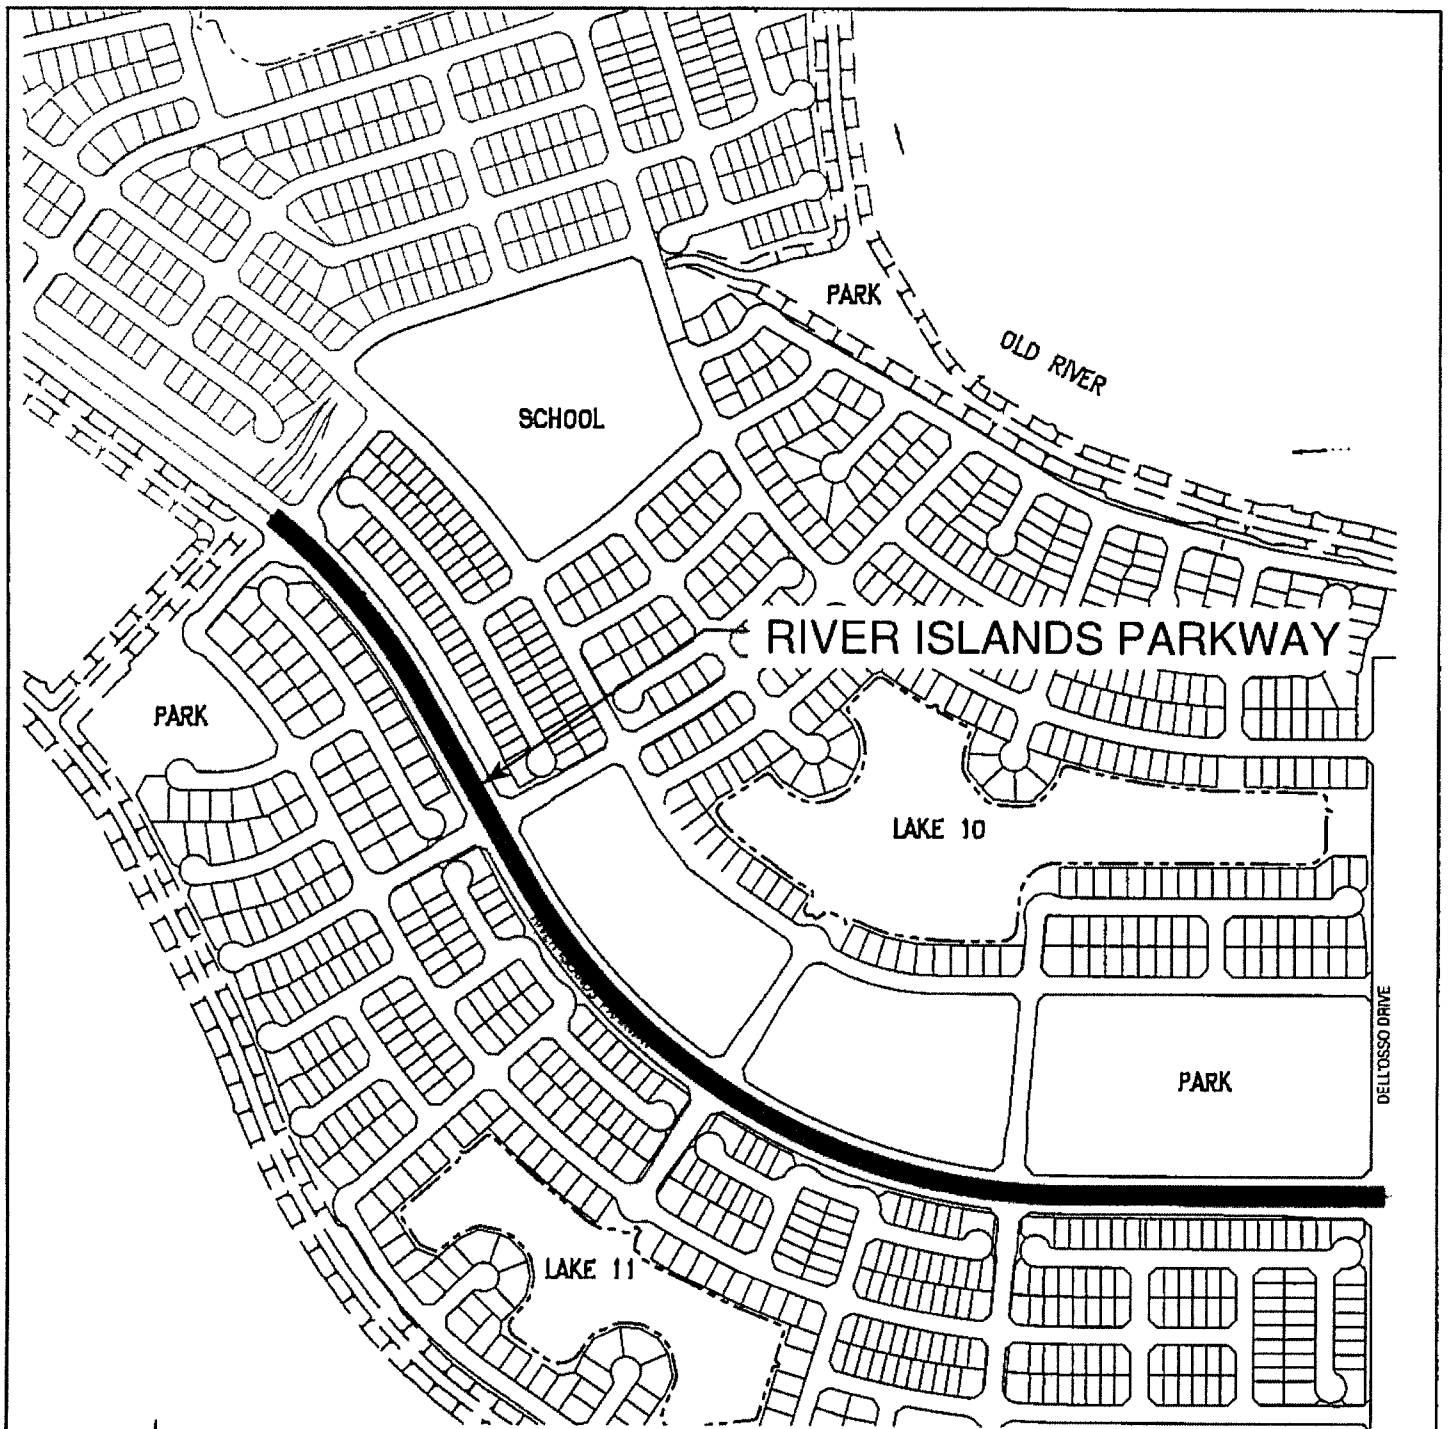 PARK
OLD RIVER
SCHOOL
RIVER ISLANDS PARKWAY
PARK
LAKE 10
DELL'OSSO DRIVE
PARK
LAKE 11